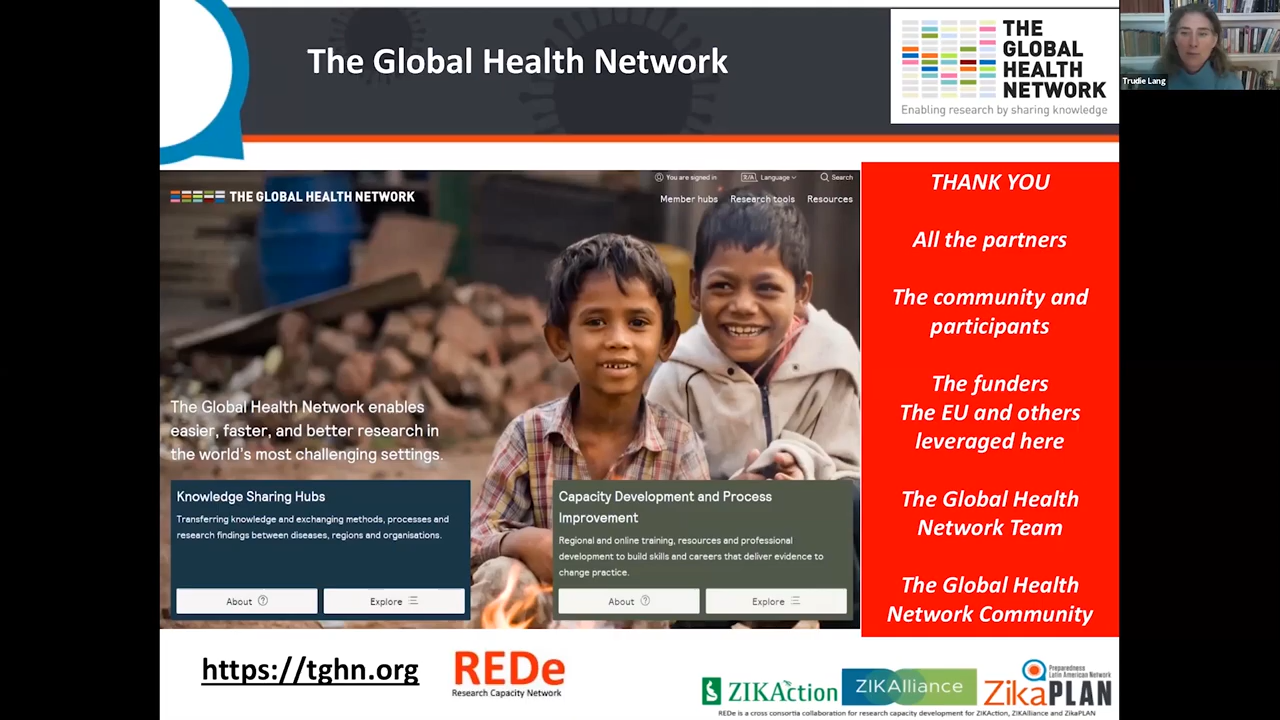 The Global Health Network
THE
GLOBAL
HEALTH
NETWORK
Enabling research by sharing knowledge
Trudie Lang
You are signed in
Language
Search
THE GLOBAL HEALTH NETWORK
Member hubs
Research tools
Resources
The Global Health Network enables
easier, faster, and better research in
the world's most challenging settings.
Knowledge Sharing Hubs
Transferring knowledge and exchanging methods, processes and
research findings between diseases, regions and organisations.
About
Explore
Capacity Development and Process
Improvement
Regional and online training, resources and professional
development to build skills and careers that deliver evidence to
change practice.
About
Explore
THANK YOU
All the partners
The community and
participants
The funders
The EU and others
leveraged here
The Global Health
Network Team
The Global Health
Network Community
https://tghn.org
REDe
Research Capacity Network
ZIKAction
ZIKAlliance
Preparedness
Latin American Network
ZikaPLAN
REDe is a cross consortia collaboration for research capacity development for ZIKAction, ZIKAlliance and ZikaPLAN